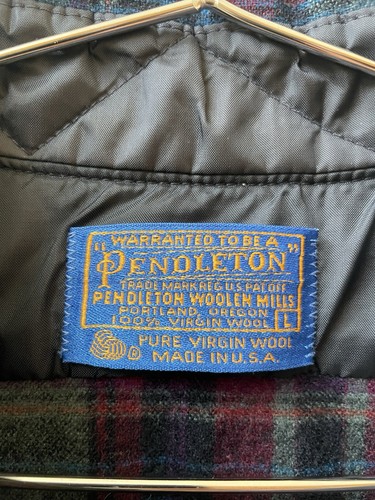 WARRANTED TO BE A
"PENDLETON"
TRADE MARK REG. U.S. PAT. OFF.
PENDLETON WOOLEN MILLS
PORTLAND, OREGON
100% VIRGIN WOOL L
® PURE VIRGIN WOOL
MADE IN U.S.A.